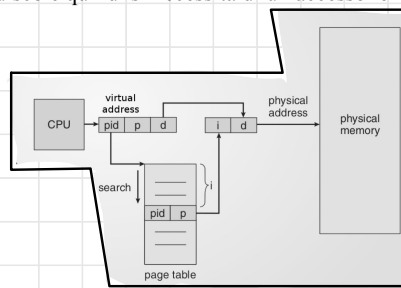 CPU
virtual
address
pid p d
i d
physical
address
physical
memory
search
i
pid p
page table